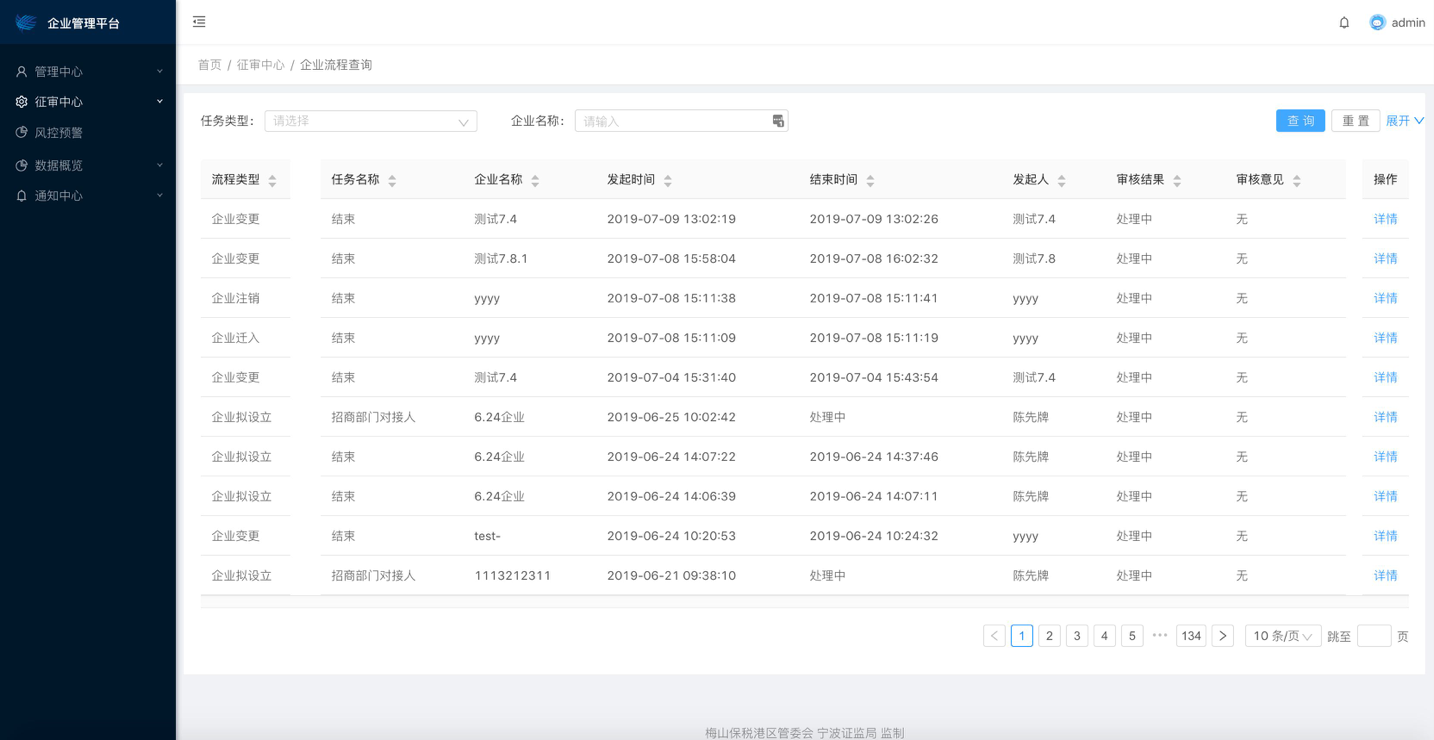 企业管理平台
admin
管理中心
征审中心
风控预警
数据概览
通知中心
首页 / 征审中心 / 企业流程查询
任务类型: 请选择 企业名称: 请输入 查 询 重 置 展开
流程类型 任务名称 企业名称 发起时间 结束时间 发起人 审核结果 审核意见 操作
企业变更 结束 测试7.4 2019-07-09 13:02:19 2019-07-09 13:02:26 测试7.4 处理中 无 详情
企业变更 结束 测试7.8.1 2019-07-08 15:58:04 2019-07-08 16:02:32 测试7.8 处理中 无 详情
企业注销 结束 yyyy 2019-07-08 15:11:38 2019-07-08 15:11:41 yyyy 处理中 无 详情
企业迁入 结束 yyyy 2019-07-08 15:11:09 2019-07-08 15:11:19 yyyy 处理中 无 详情
企业变更 结束 测试7.4 2019-07-04 15:31:40 2019-07-04 15:43:54 测试7.4 处理中 无 详情
企业拟设立 招商部门对接人 6.24企业 2019-06-25 10:02:42 处理中 陈先牌 处理中 无 详情
企业拟设立 结束 6.24企业 2019-06-24 14:07:22 2019-06-24 14:37:46 陈先牌 处理中 无 详情
企业拟设立 结束 6.24企业 2019-06-24 14:06:39 2019-06-24 14:07:11 陈先牌 处理中 无 详情
企业变更 结束 test- 2019-06-24 10:20:53 2019-06-24 10:24:32 yyyy 处理中 无 详情
企业拟设立 招商部门对接人 1113212311 2019-06-21 09:38:10 处理中 陈先牌 处理中 无 详情
1 2 3 4 5 ••• 134 10 条/页 跳至 页
梅山保税港区管委会 宁波证监局 监制